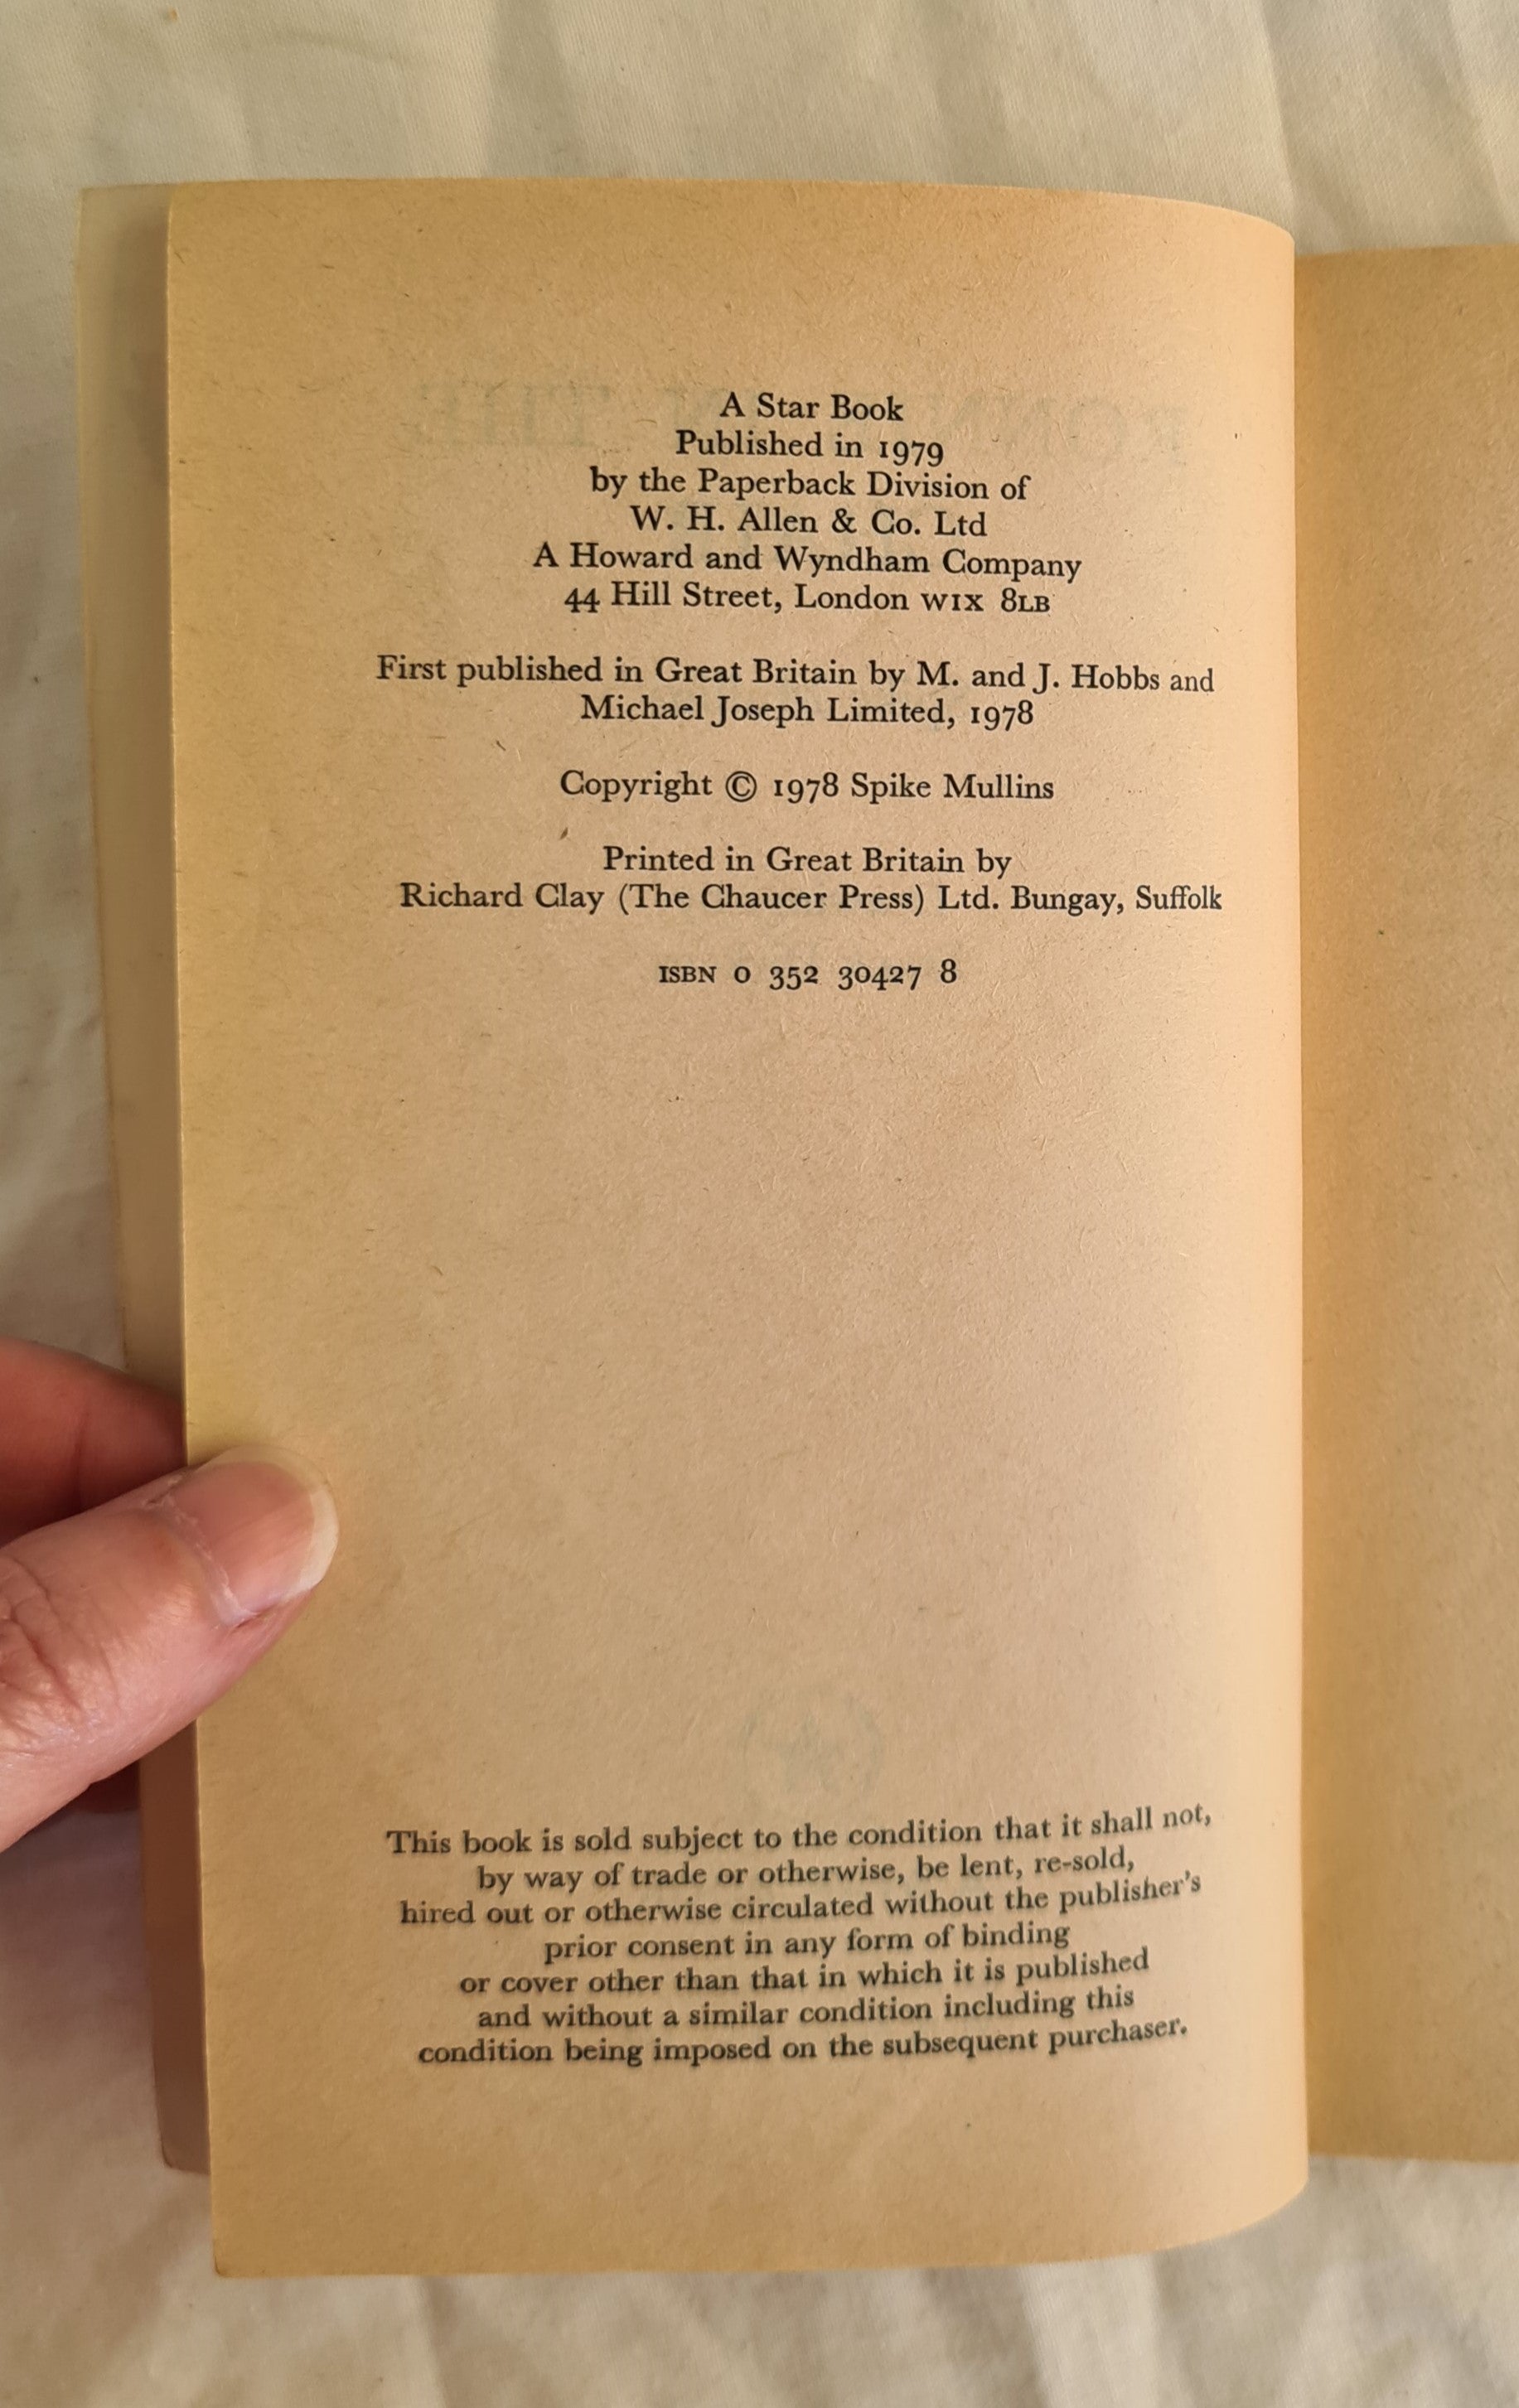 A Star Book
Published in 1979
by the Paperback Division of
W. H. Allen & Co. Ltd
A Howard and Wyndham Company
44 Hill Street, London W1X 8LB
First published in Great Britain by M. and J. Hobbs and
Michael Joseph Limited, 1978
Copyright © 1978 Spike Mullins
Printed in Great Britain by
Richard Clay (The Chaucer Press) Ltd. Bungay, Suffolk
ISBN 0 352 30427 8
This book is sold subject to the condition that it shall not,
by way of trade or otherwise, be lent, re-sold,
hired out or otherwise circulated without the publisher's
prior consent in any form of binding
or cover other than that in which it is published
and without a similar condition including this
condition being imposed on the subsequent purchaser.